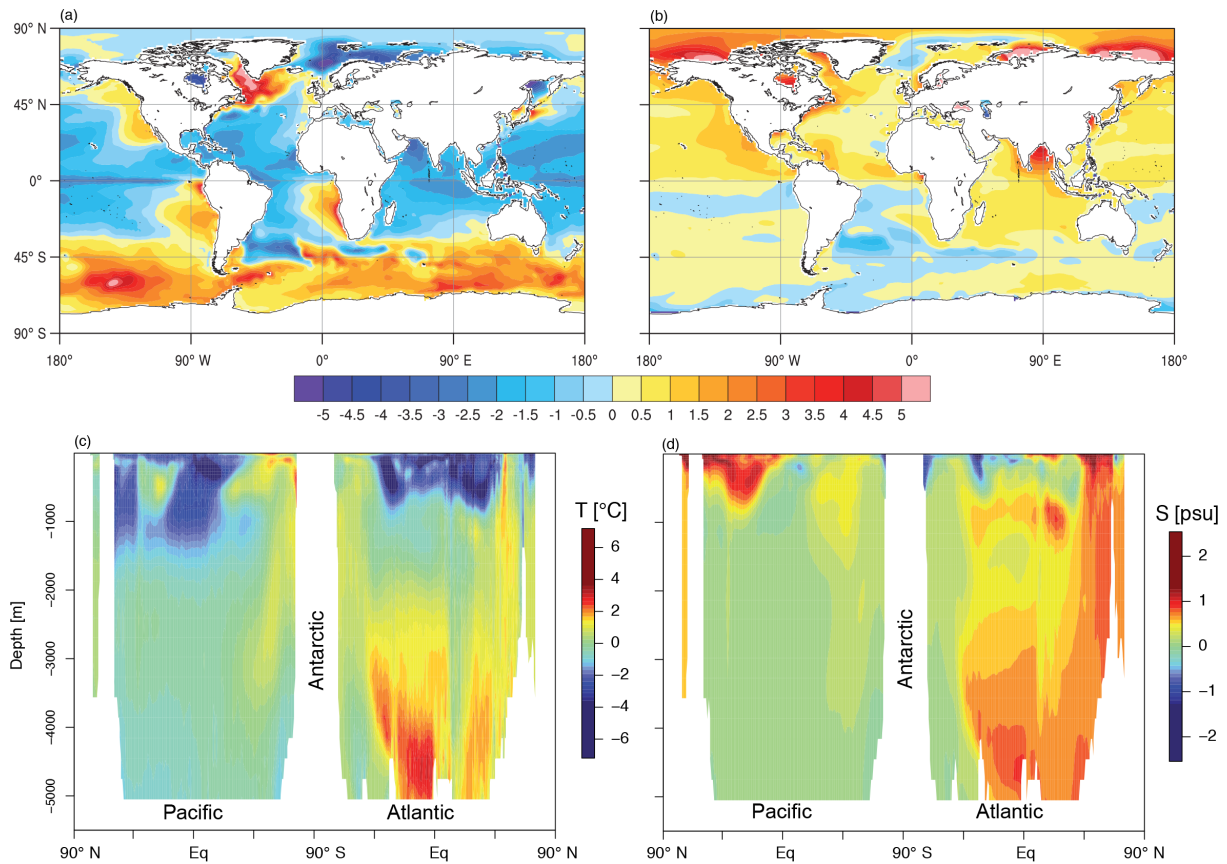 (a)
(b)
90° N
45° N
0°
45° S
90° S
180° 90° W 0° 90° E 180°
180° 90° W 0° 90° E 180°
-5 -4.5 -4 -3.5 -3 -2.5 -2 -1.5 -1 -0.5 0 0.5 1 1.5 2 2.5 3 3.5 4 4.5 5
(c)
(d)
Depth [m]
-1000
-2000
-3000
-4000
-5000
Antarctic
Pacific
Atlantic
90° N Eq 90° S Eq 90° N
T [°C]
6
4
2
0
−2
−4
−6
Antarctic
Pacific
Atlantic
90° N Eq 90° S Eq 90° N
S [psu]
2
1
0
−1
−2